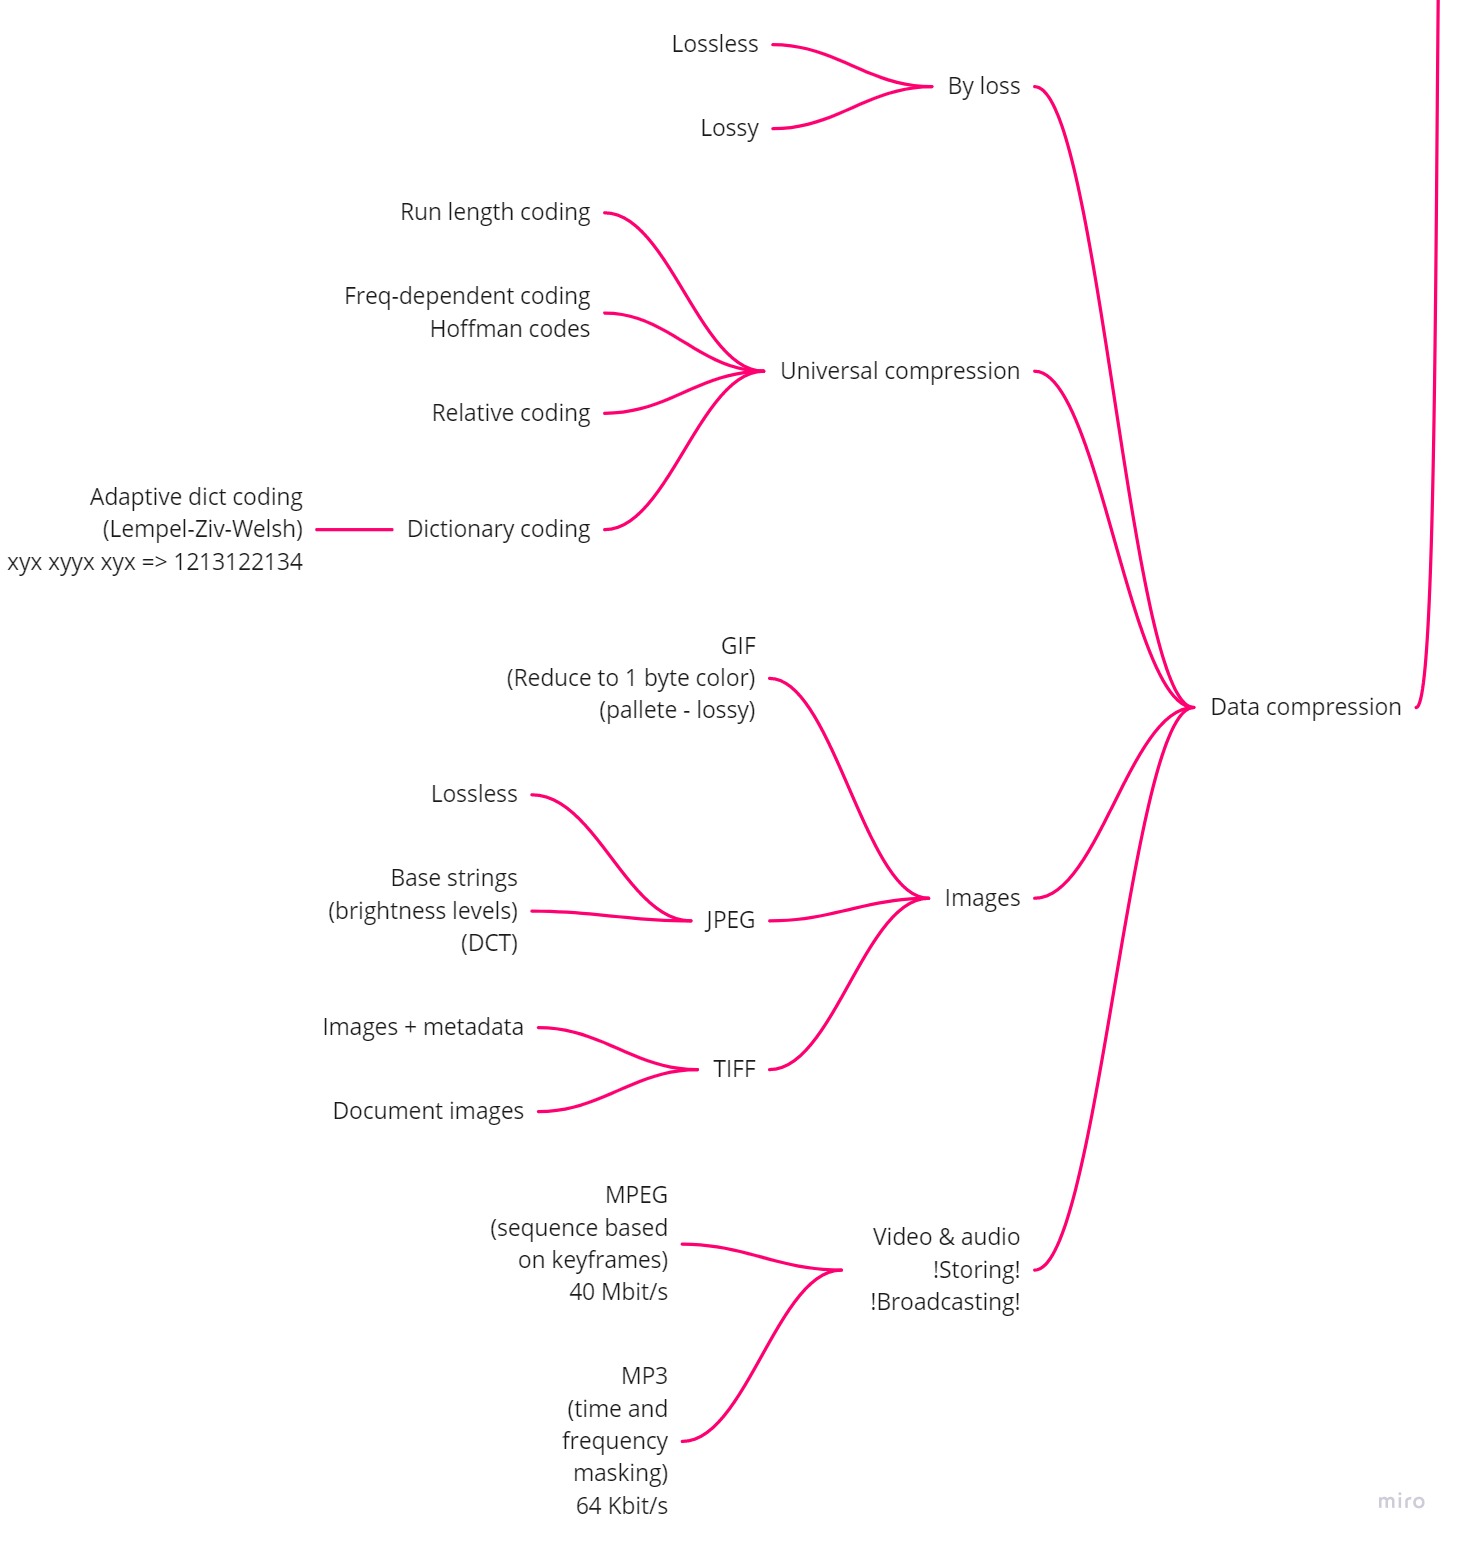 Lossless
By loss
Lossy
Run length coding
Freq-dependent coding
Hoffman codes
Universal compression
Relative coding
Adaptive dict coding
(Lempel-Ziv-Welsh)
xyx xyyx xyx => 1213122134
Dictionary coding
GIF
(Reduce to 1 byte color)
(pallete - lossy)
Data compression
Lossless
Base strings
(brightness levels)
(DCT)
JPEG
Images
Images + metadata
TIFF
Document images
MPEG
(sequence based
on keyframes)
40 Mbit/s
Video & audio
!Storing!
!Broadcasting!
MP3
(time and
frequency
masking)
64 Kbit/s
miro